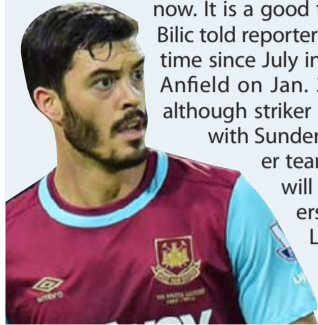 now. It is a good
Bilic told reporter
time since July in
Anfield on Jan.
although striker
with Sunder
er team
will
ers
L
umbro